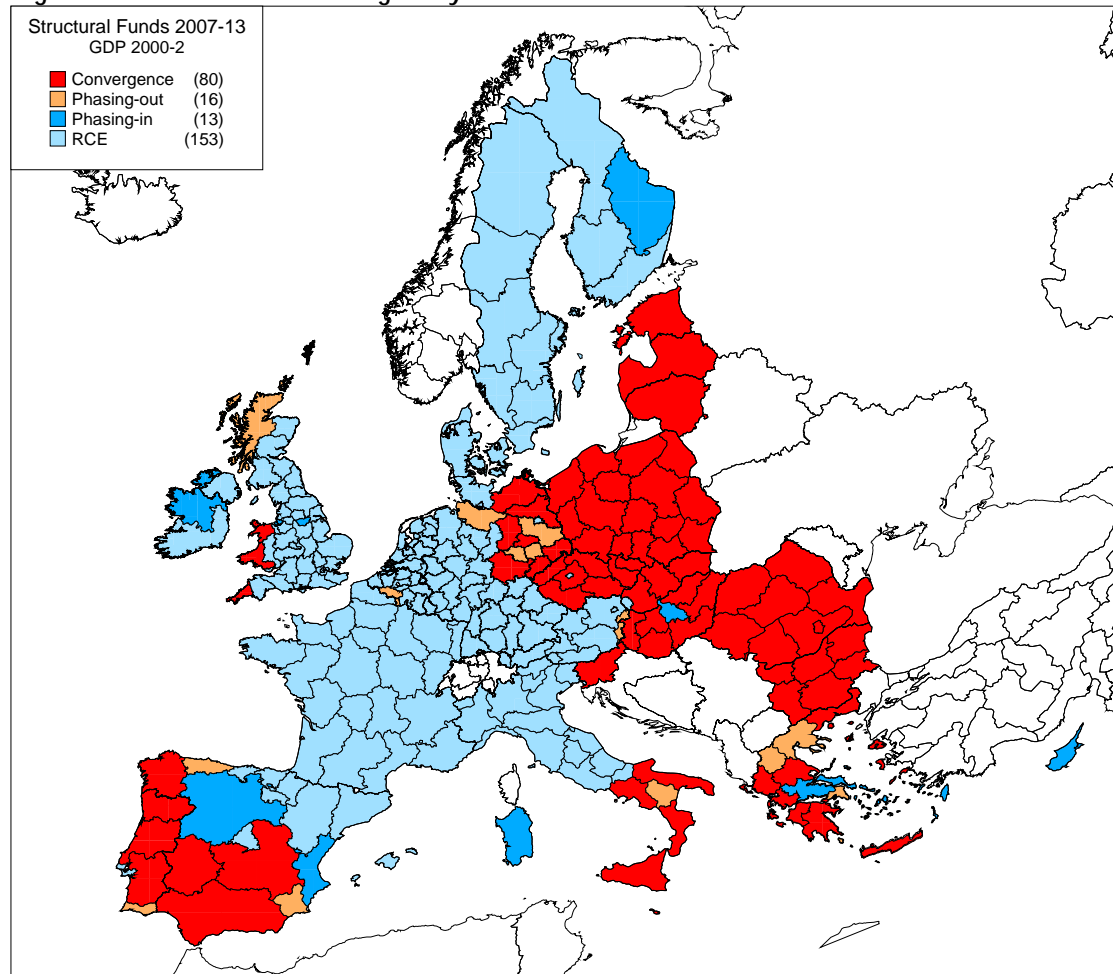 Structural Funds 2007-13
GDP 2000-2
Convergence (80)
Phasing-out (16)
Phasing-in (13)
RCE (153)